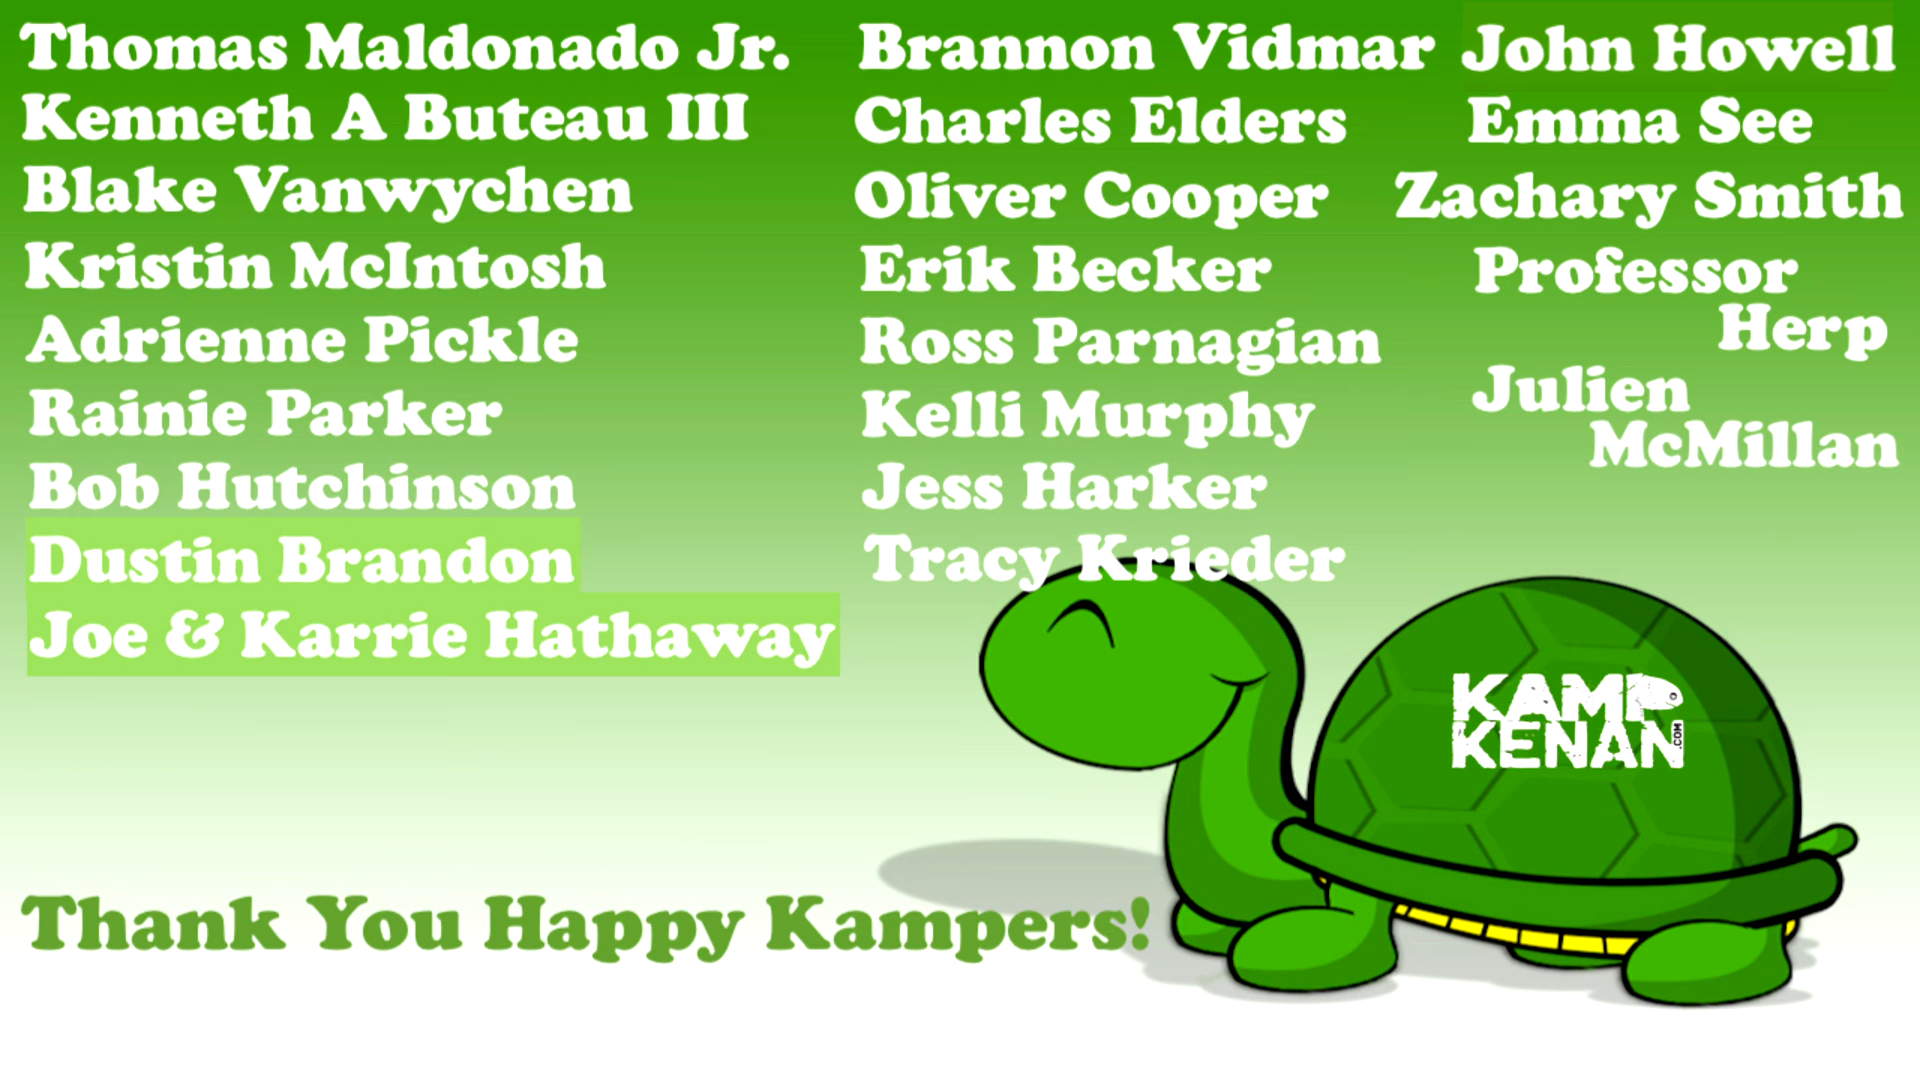 Thomas Maldonado Jr.
Kenneth A Buteau III
Blake Vanwychen
Kristin McIntosh
Adrienne Pickle
Rainie Parker
Bob Hutchinson
Dustin Brandon
Joe & Karrie Hathaway
Brannon Vidmar
Charles Elders
Oliver Cooper
Erik Becker
Ross Parnagian
Kelli Murphy
Jess Harker
Tracy Krieder
John Howell
Emma See
Zachary Smith
Professor
Herp
Julien
McMillan
KAMP
KENAN
.COM
Thank You Happy Kampers!